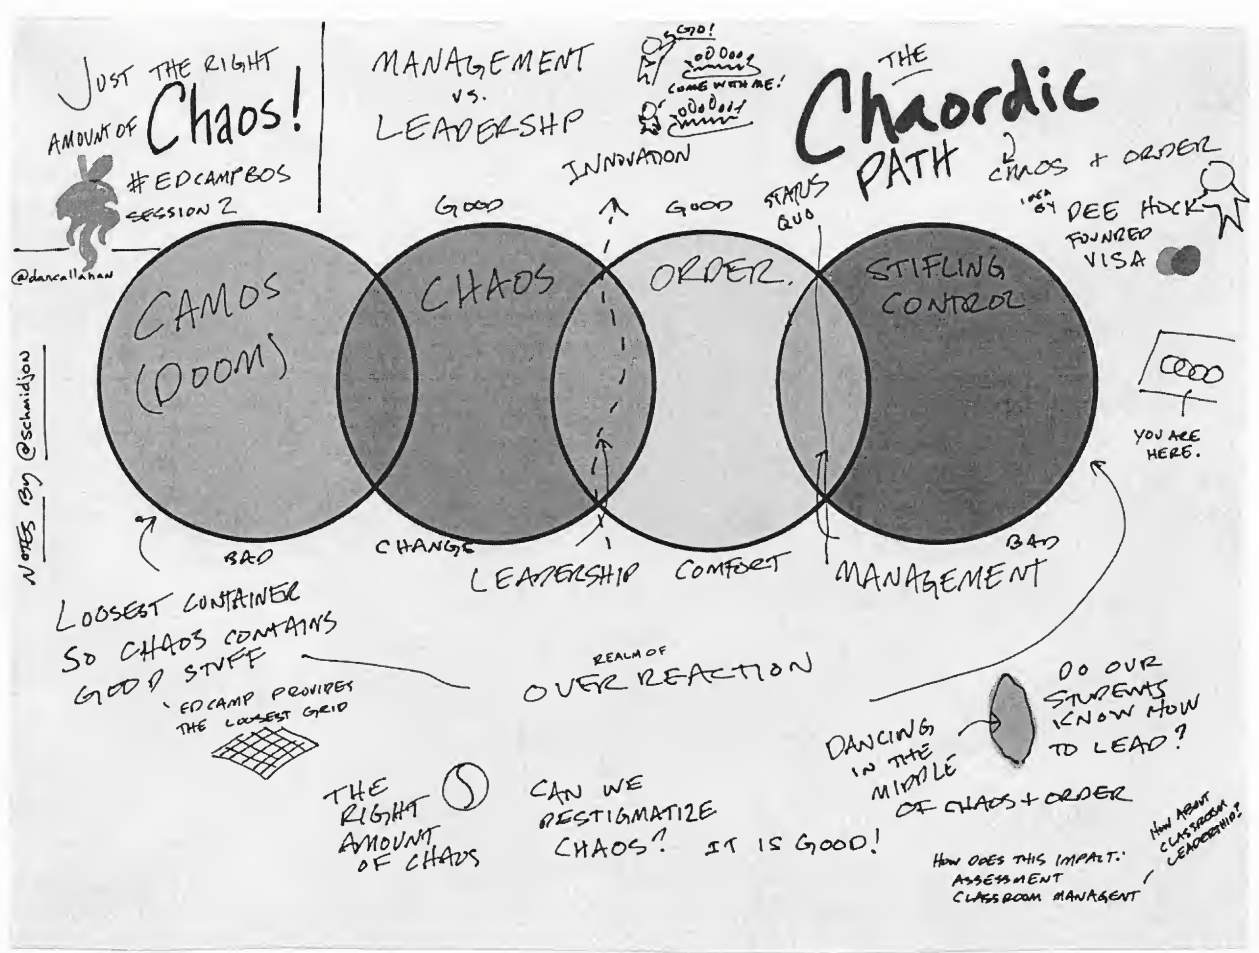 JUST THE RIGHT
AMOUNT OF Chaos!
#EDCAMPBOS
SESSION 2
@dancallahan
NOTES BY @schmidjon
MANAGEMENT
VS.
LEADERSHP
GO!
COME WITH ME!
THE
Chaordic
PATH
CHAOS + ORDER
IDEA
BY DEE HOCK
FOUNDED
VISA
INNOVATION
STATUS
QUO
GOOD
GOOD
CAMOS
(DOOM)
CHAOS
ORDER.
STIFLING
CONTROL
YOU ARE
HERE.
BAD
CHANGE
LEADERSHIP
COMFORT
MANAGEMENT
BAD
LOOSEST CONTAINER
SO CHAOS CONTAINS
GOOD STUFF
EDCAMP PROVIDES
THE LOOSEST GRID
REALM OF
OVER REACTION
THE
RIGHT
AMOUNT
OF CHAOS
CAN WE
DESTIGMATIZE
CHAOS? IT IS GOOD!
DANCING
IN THE
MIDDLE
OF CHAOS + ORDER
DO OUR
STUDENTS
KNOW HOW
TO LEAD?
HOW DOES THIS IMPACT:
ASSESSMENT
CLASSROOM MANAGENT
HOW ABOUT
CLASSROOM
LEADERSHIP?